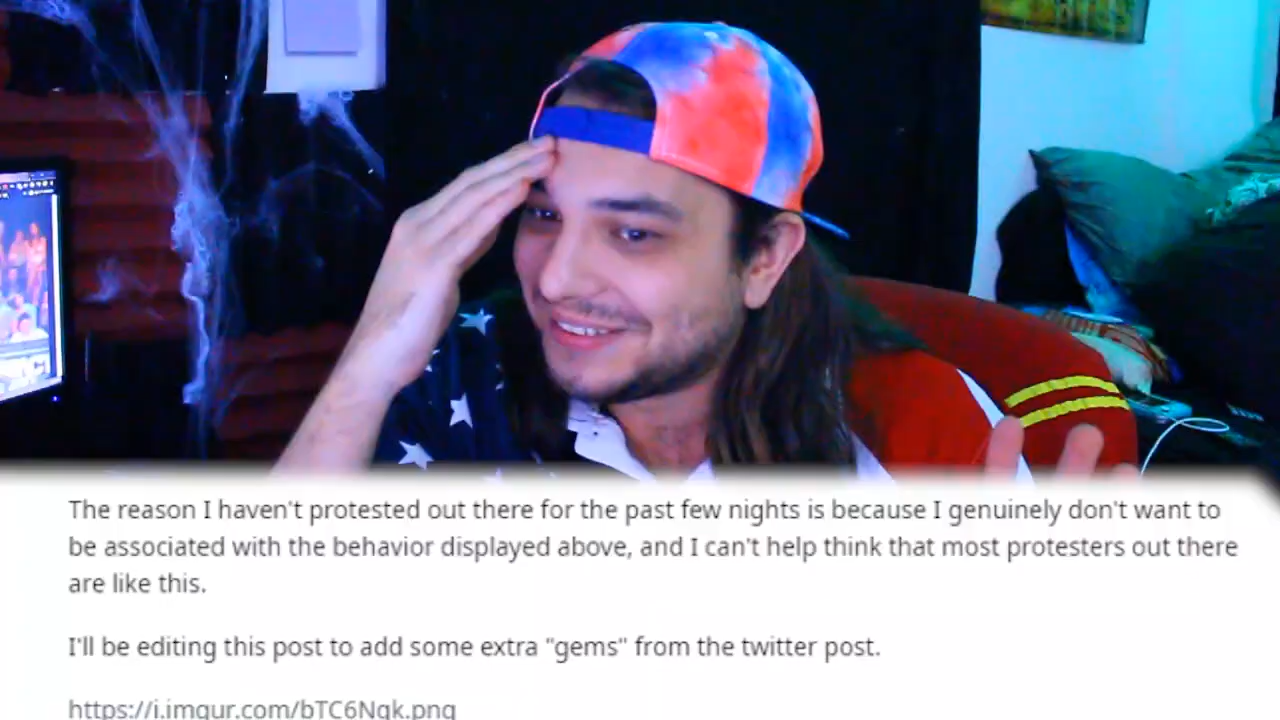 The reason I haven't protested out there for the past few nights is because I genuinely don't want to
be associated with the behavior displayed above, and I can't help think that most protesters out there
are like this.
I'll be editing this post to add some extra "gems" from the twitter post.
https://i.imgur.com/bTC6Nqk.png